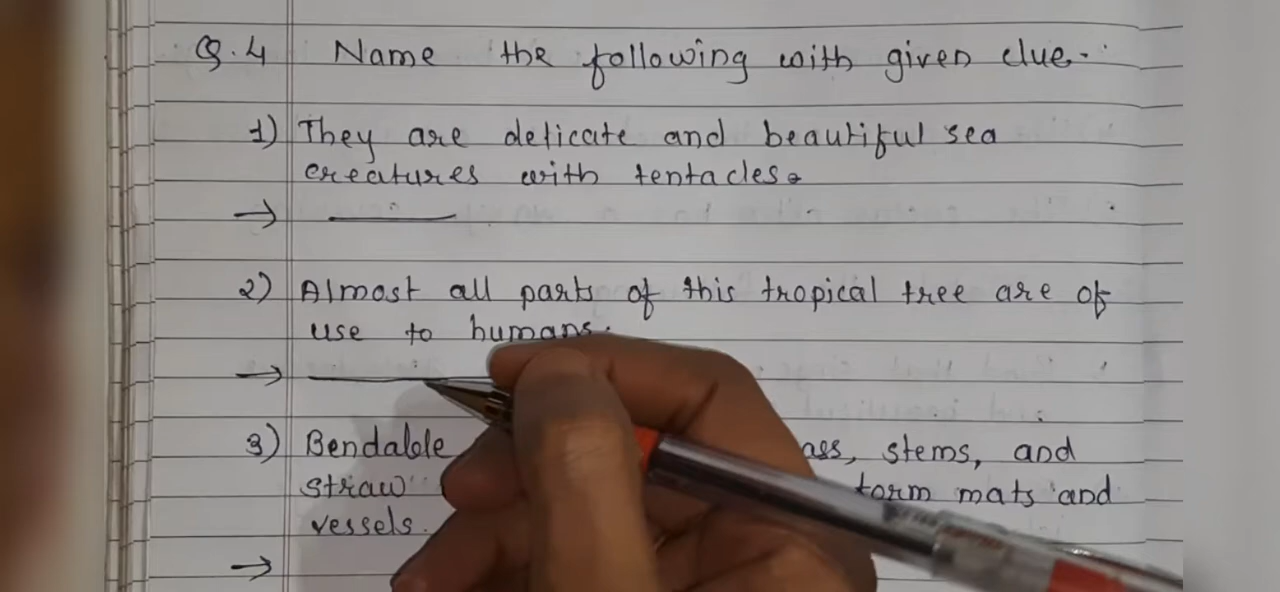 Q.4 Name the following with given clue.
1) They are delicate and beautiful sea
creatures with tentacles.
→
2) Almost all parts of this tropical tree are of
use to humans.
→
3) Bendable ass, stems, and
straw form mats and
vessels.
→